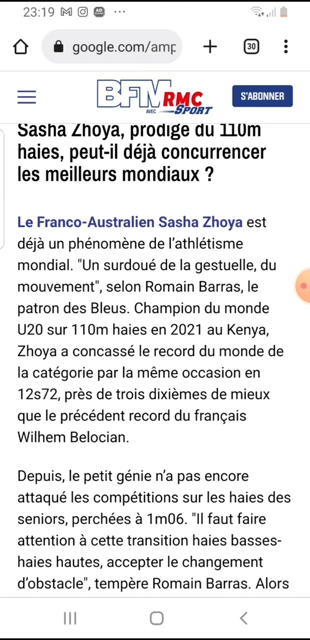 23:19
google.com/amp
30
BFM RMC
AVEC SPORT
S'ABONNER
Sasha Zhoya, prodige du 110m
haies, peut-il déjà concurrencer
les meilleurs mondiaux ?
Le Franco-Australien Sasha Zhoya est
déjà un phénomène de l'athlétisme
mondial. "Un surdoué de la gestuelle, du
mouvement", selon Romain Barras, le
patron des Bleus. Champion du monde
U20 sur 110m haies en 2021 au Kenya,
Zhoya a concassé le record du monde de
la catégorie par la même occasion en
12s72, près de trois dixièmes de mieux
que le précédent record du français
Wilhem Belocian.
Depuis, le petit génie n'a pas encore
attaqué les compétitions sur les haies des
seniors, perchées à 1m06. "Il faut faire
attention à cette transition haies basses-
haies hautes, accepter le changement
d'obstacle", tempère Romain Barras. Alors